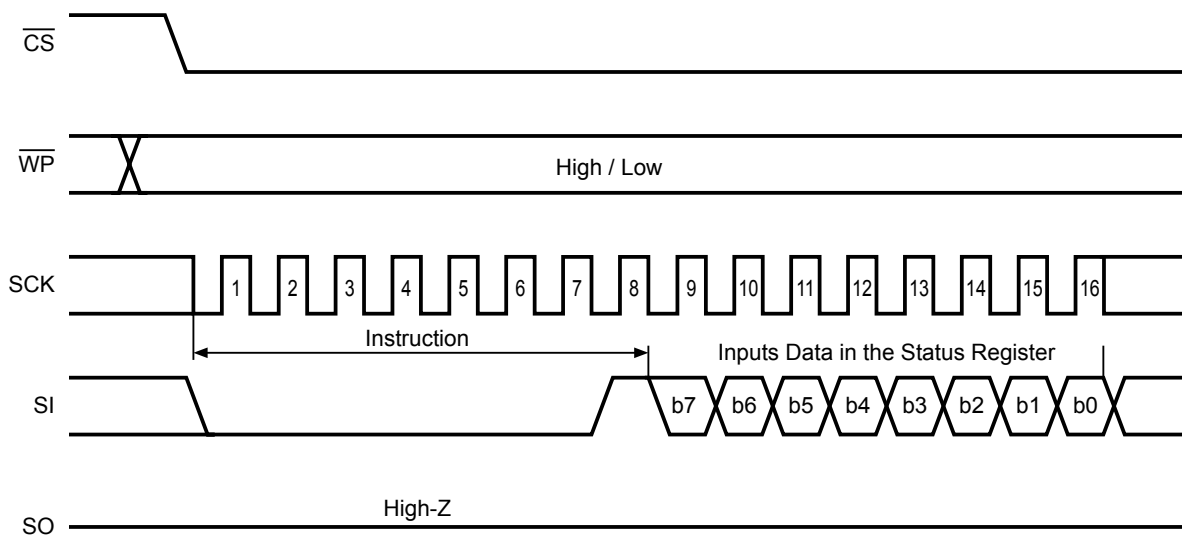 CS
WP
High / Low
SCK
1 2 3 4 5 6 7 8 9 10 11 12 13 14 15 16
Instruction
Inputs Data in the Status Register
SI
b7 b6 b5 b4 b3 b2 b1 b0
High-Z
SO